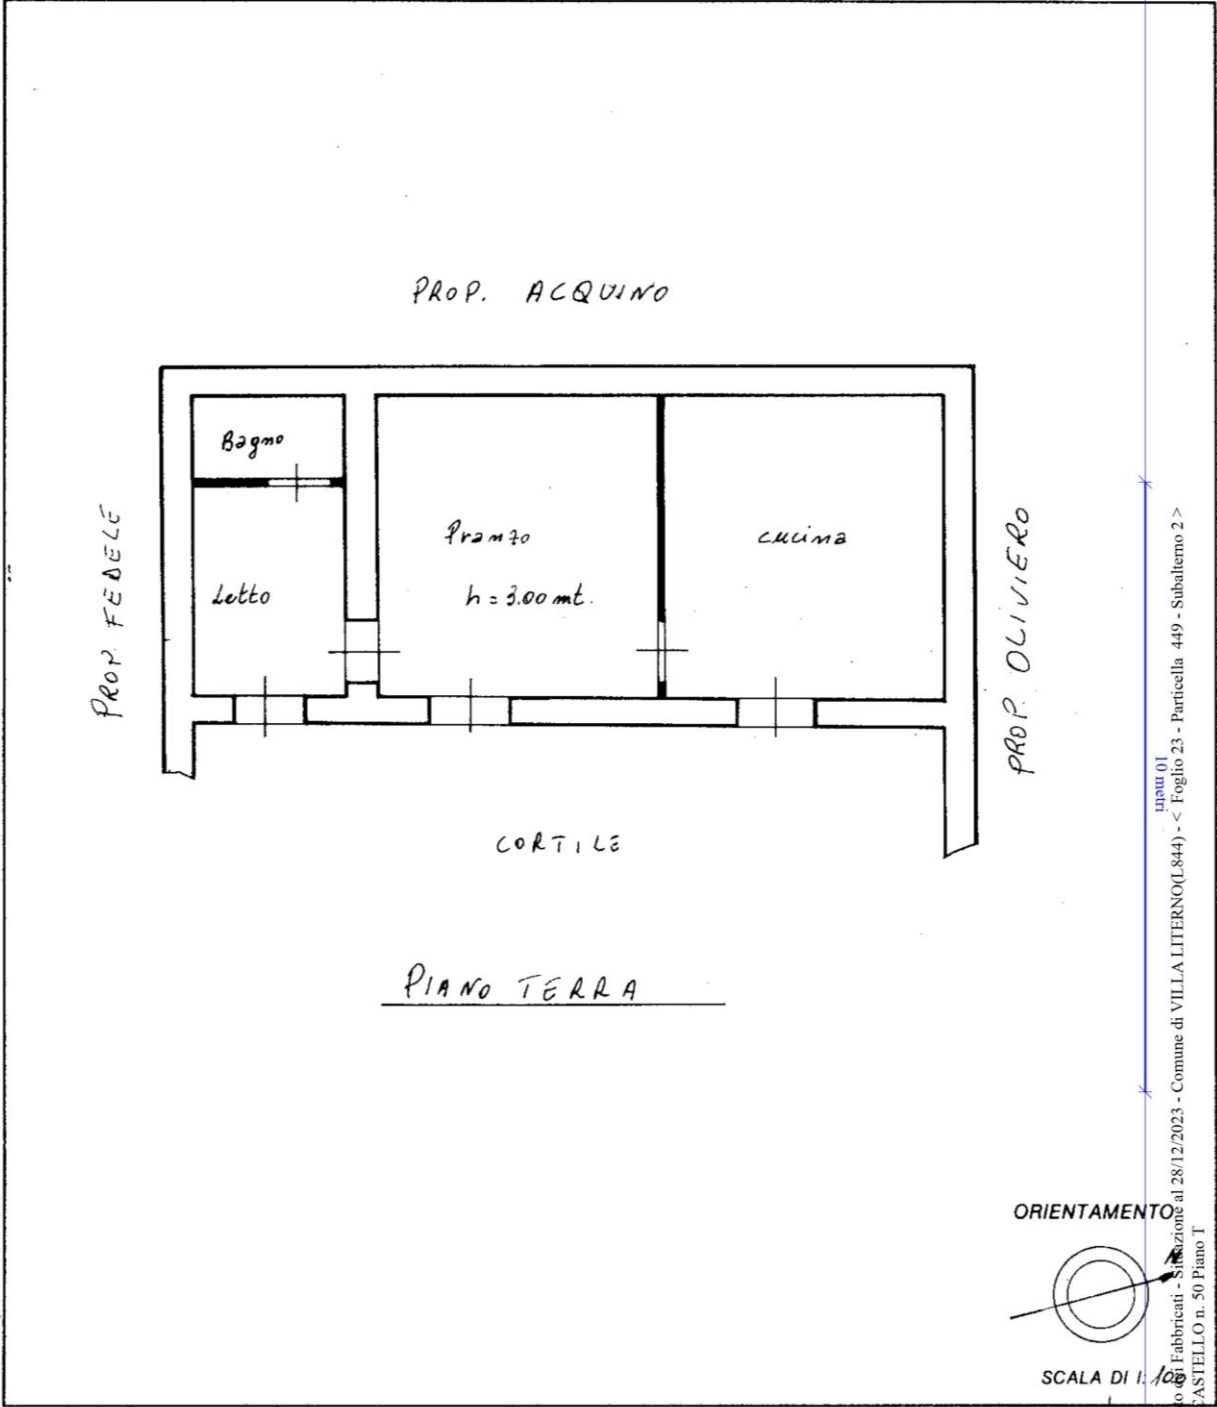 PROP. ACQUINO
Bagno
Letto
Pranzo
h = 3.00 mt.
cucina
PROP. FEDELE
PROP. OLIVIERO
CORTILE
PIANO TERRA
10 metri
Fabbricati - Situazione al 28/12/2023 - Comune di VILLA LITERNO(L844) - < Foglio 23 - Particella 449 - Subalterno 2 >
CASTELLO n. 50 Piano T
ORIENTAMENTO
N
SCALA DI 1: 100